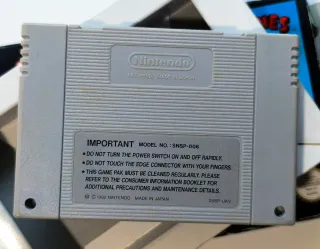 Nintendo
IMPORTANT MODEL NO.: SNSP-006
• DO NOT TURN THE POWER SWITCH ON AND OFF RAPIDLY.
• DO NOT TOUCH THE EDGE CONNECTOR WITH YOUR FINGERS.
• THIS GAME PAK MUST BE CLEANED REGULARLY. PLEASE
REFER TO THE CONSUMER INFORMATION BOOKLET FOR
ADDITIONAL PRECAUTIONS AND MAINTENANCE DETAILS.
© 1992 NINTENDO MADE IN JAPAN